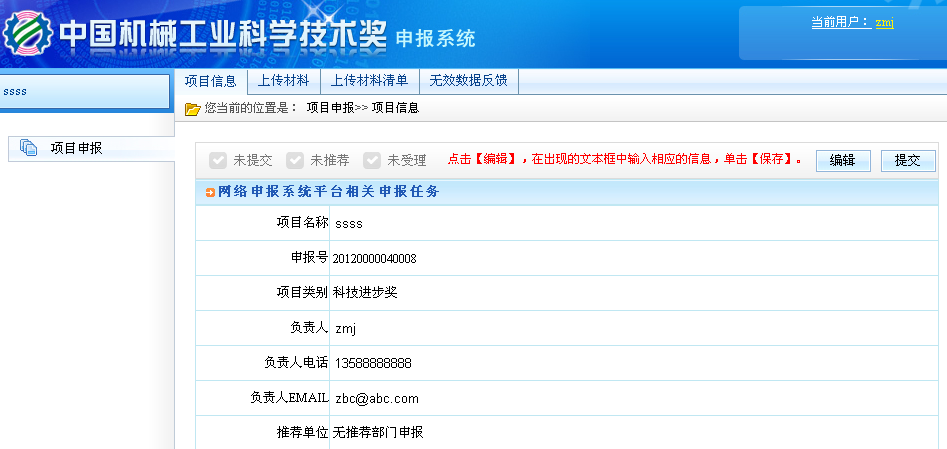 中国机械工业科学技术奖 申报系统
当前用户： zmj
ssss
项目信息 上传材料 上传材料清单 无效数据反馈
您当前的位置是： 项目申报>> 项目信息
项目申报
未提交 未推荐 未受理 点击【编辑】，在出现的文本框中输入相应的信息，单击【保存】。 编辑 提交
网络申报系统平台相关申报任务
项目名称 ssss
申报号 20120000040008
项目类别 科技进步奖
负责人 zmj
负责人电话 13588888888
负责人EMAIL zbc@abc.com
推荐单位 无推荐部门申报